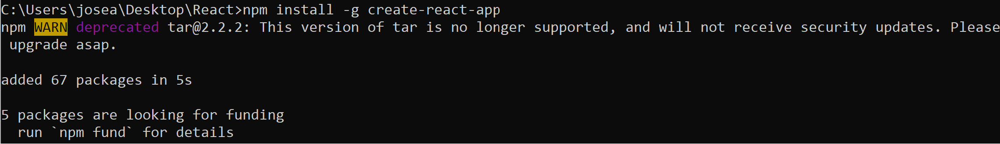 C:\Users\josea\Desktop\React>npm install -g create-react-app
npm WARN deprecated tar@2.2.2: This version of tar is no longer supported, and will not receive security updates. Please
 upgrade asap.

added 67 packages in 5s

5 packages are looking for funding
  run `npm fund` for details